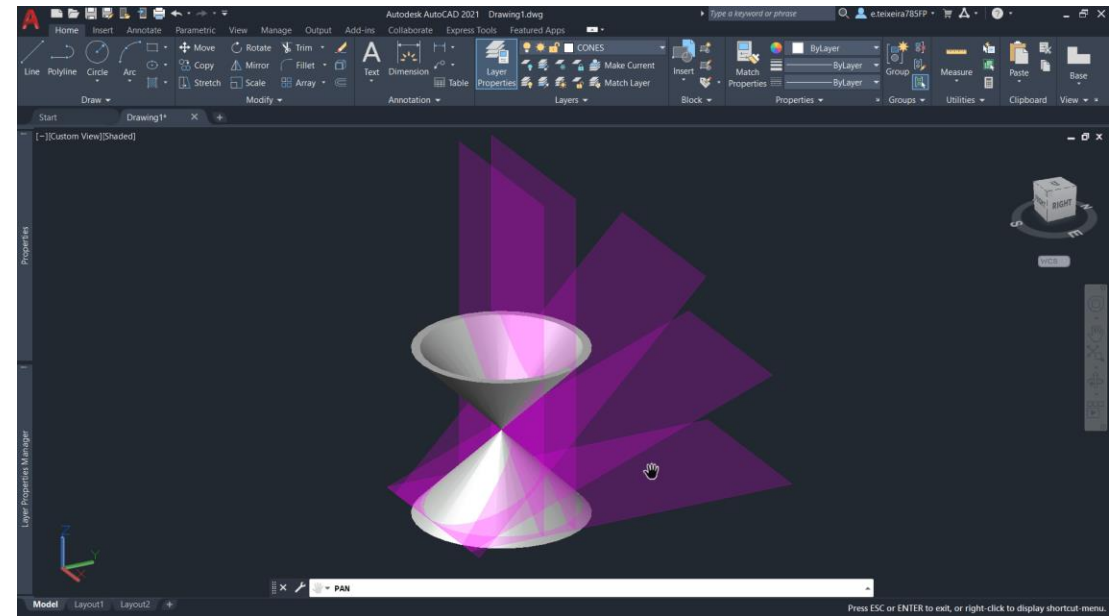 Autodesk AutoCAD 2021 Drawing1.dwg
Type a keyword or phrase
e.teixeira785FP
Home Insert Annotate Parametric View Manage Output Add-ins Collaborate Express Tools Featured Apps
Line Polyline Circle Arc
Move Rotate Trim
Copy Mirror Fillet
Stretch Scale Array
Text Dimension
Table
Layer Properties
CONES
Make Current
Match Layer
Insert
Match Properties
ByLayer
ByLayer
ByLayer
Group
Measure
Paste
Base
Draw Modify Annotation Layers Block Properties Groups Utilities Clipboard View
Start Drawing1*
[−][Custom View][Shaded]
RIGHT
WCS
Properties
Layer Properties Manager
Z
Y
X
PAN
Model Layout1 Layout2 +
Press ESC or ENTER to exit, or right-click to display shortcut-menu.